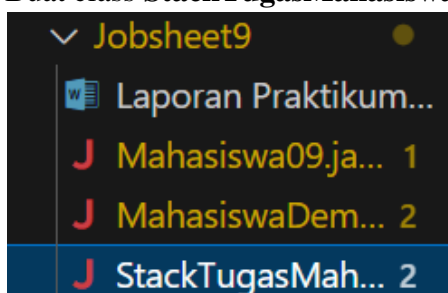 Jobsheet9
Laporan Praktikum...
J Mahasiswa09.ja... 1
J MahasiswaDem... 2
J StackTugasMah... 2